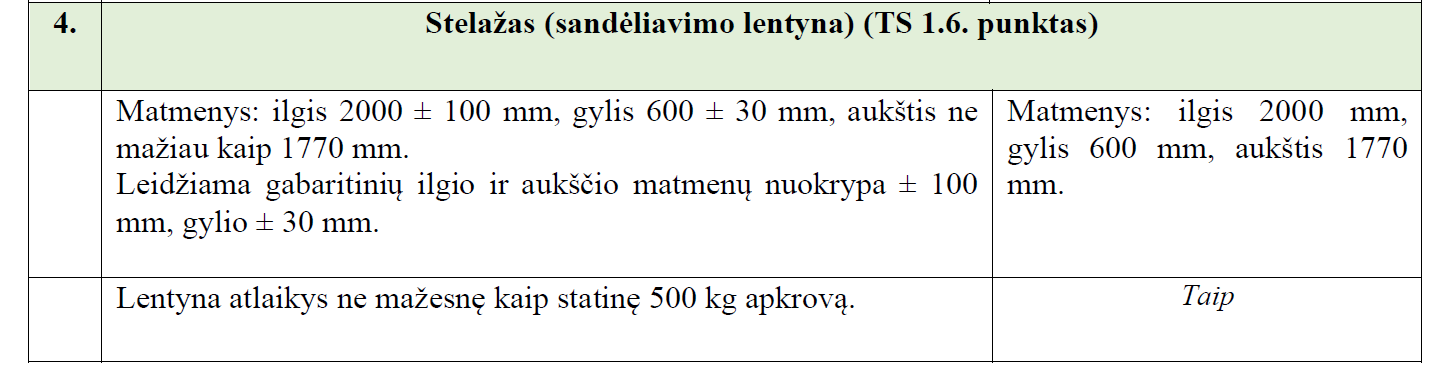 4.
Stelažas (sandėliavimo lentyna) (TS 1.6. punktas)
Matmenys: ilgis 2000 ± 100 mm, gylis 600 ± 30 mm, aukštis ne
mažiau kaip 1770 mm.
Leidžiama gabaritinių ilgio ir aukščio matmenų nuokrypa ± 100
mm, gylio ± 30 mm.
Matmenys: ilgis 2000 mm,
gylis 600 mm, aukštis 1770
mm.
Lentyna atlaikys ne mažesnę kaip statinę 500 kg apkrovą.
Taip